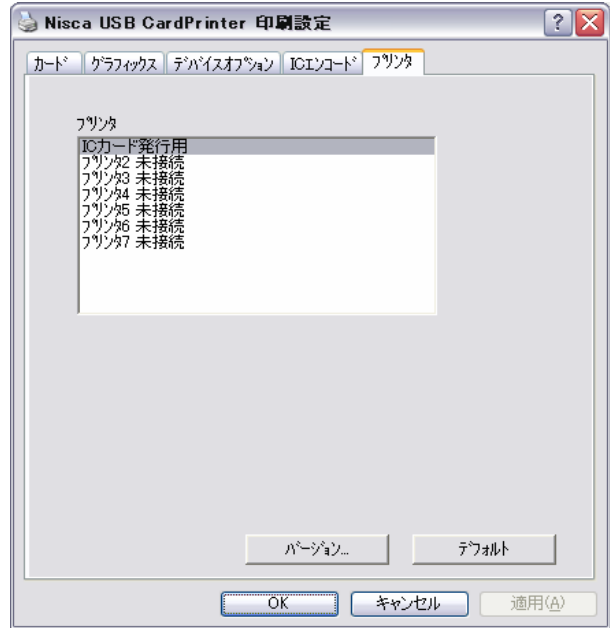 Nisca USB CardPrinter 印刷設定
カード グラフィックス デバイスオプション ICエンコード プリンタ
プリンタ
ICカード発行用
プリンタ2 未接続
プリンタ3 未接続
プリンタ4 未接続
プリンタ5 未接続
プリンタ6 未接続
プリンタ7 未接続
バージョン... デフォルト
OK キャンセル 適用(A)